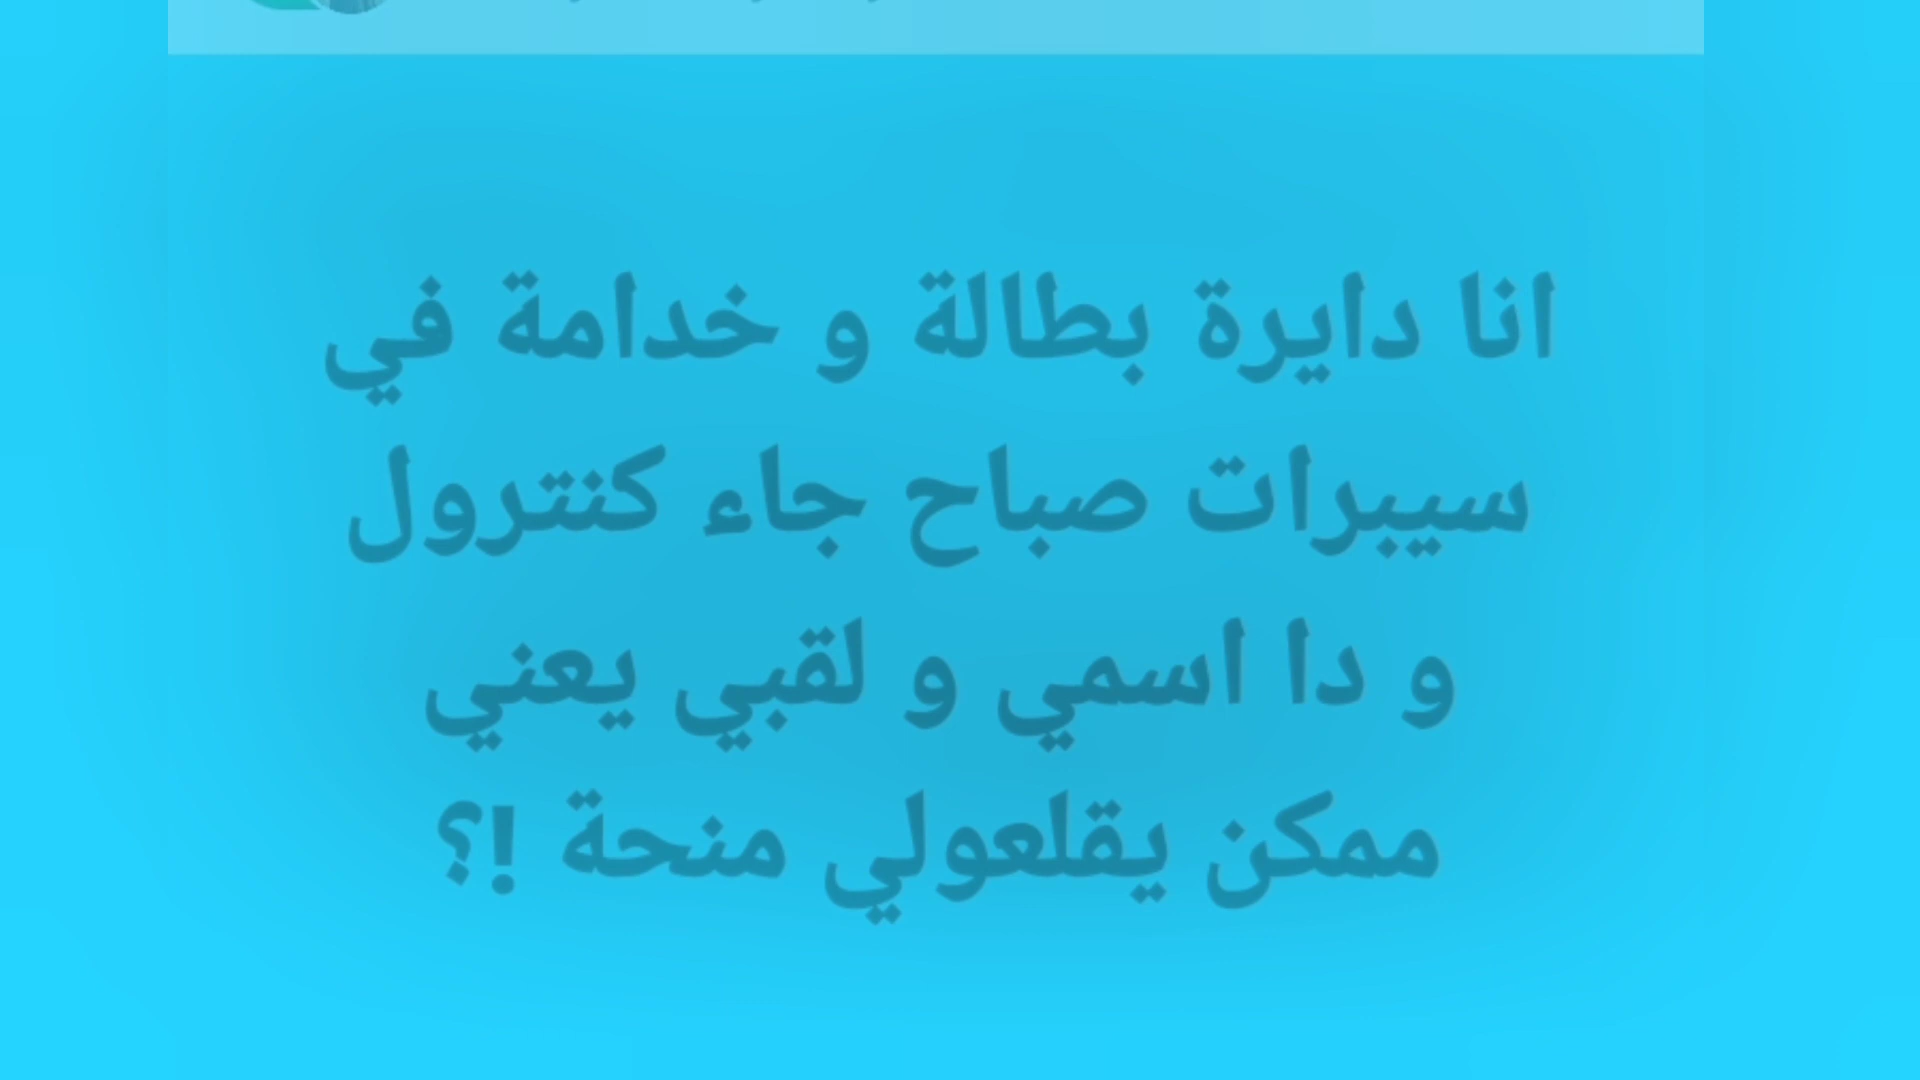 انا دايرة بطالة و خدامة في
سيبرات صباح جاء كنترول
و دا اسمي و لقبي يعني
ممكن يقلعولي منحة !؟